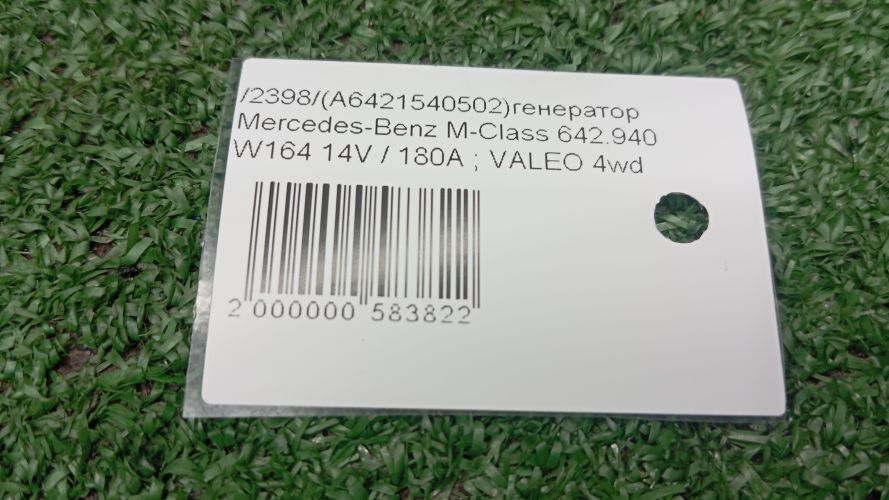 /2398/(A6421540502)генератор
Mercedes-Benz M-Class 642.940
W164 14V / 180A ; VALEO 4wd
2 000000 583822